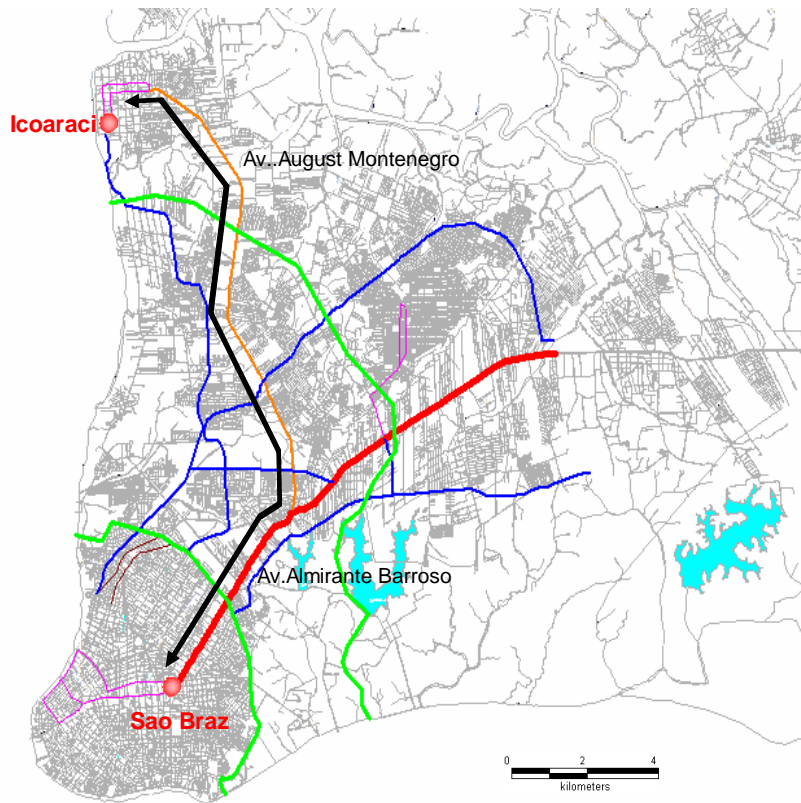 Icoaraci
Av..August Montenegro
Av.Almirante Barroso
Sao Braz
0 2 4
kilometers